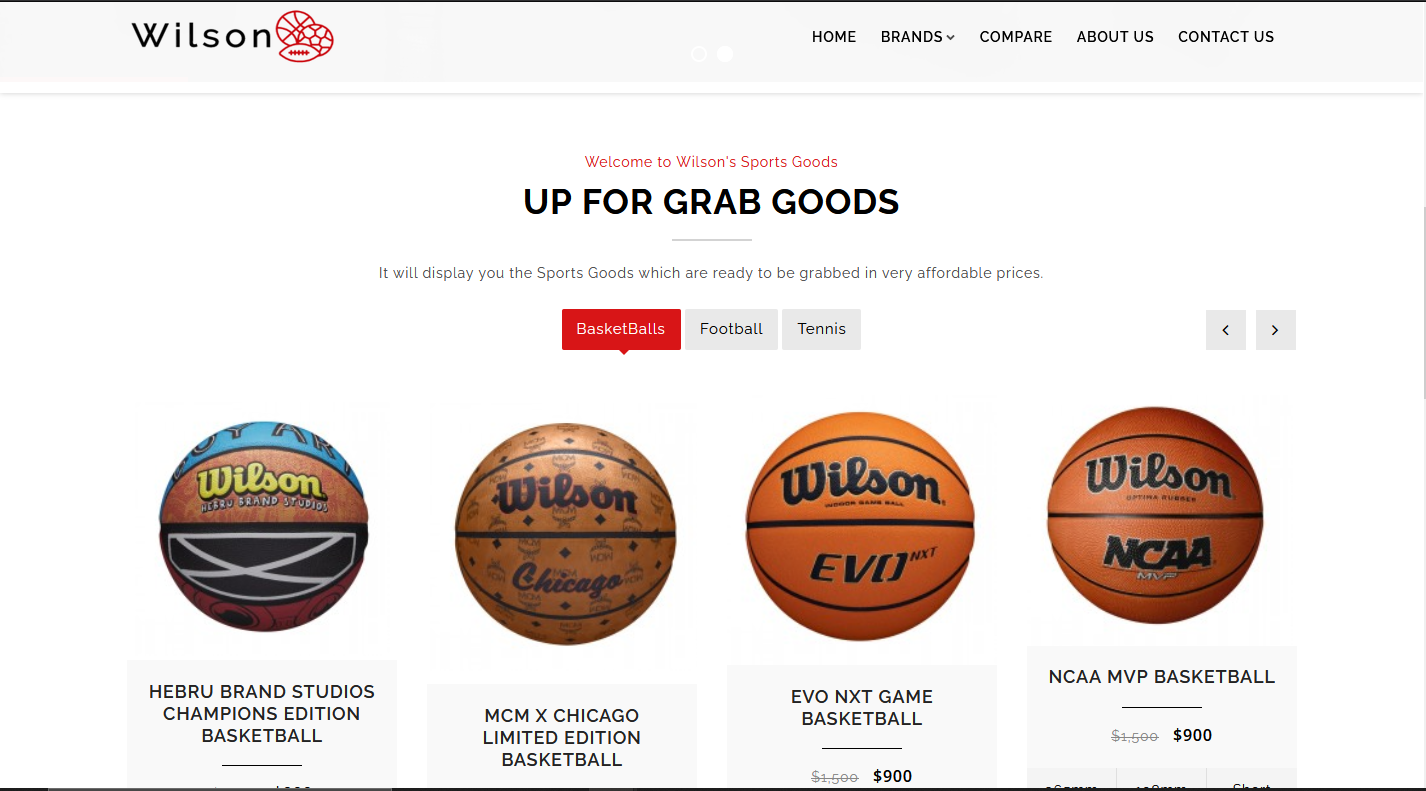 Wilson
HOME BRANDS COMPARE ABOUT US CONTACT US
Welcome to Wilson's Sports Goods
UP FOR GRAB GOODS
It will display you the Sports Goods which are ready to be grabbed in very affordable prices.
BasketBalls Football Tennis
Wilson
HEBRU BRAND STUDIOS
Wilson
MCM
Chicago
Wilson
INDOOR GAME BALL
EVO NXT
Wilson
OPTIMA RUBBER
NCAA
MVP
HEBRU BRAND STUDIOS
CHAMPIONS EDITION
BASKETBALL
MCM X CHICAGO
LIMITED EDITION
BASKETBALL
EVO NXT GAME
BASKETBALL
$1,500 $900
NCAA MVP BASKETBALL
$1,500 $900
Short